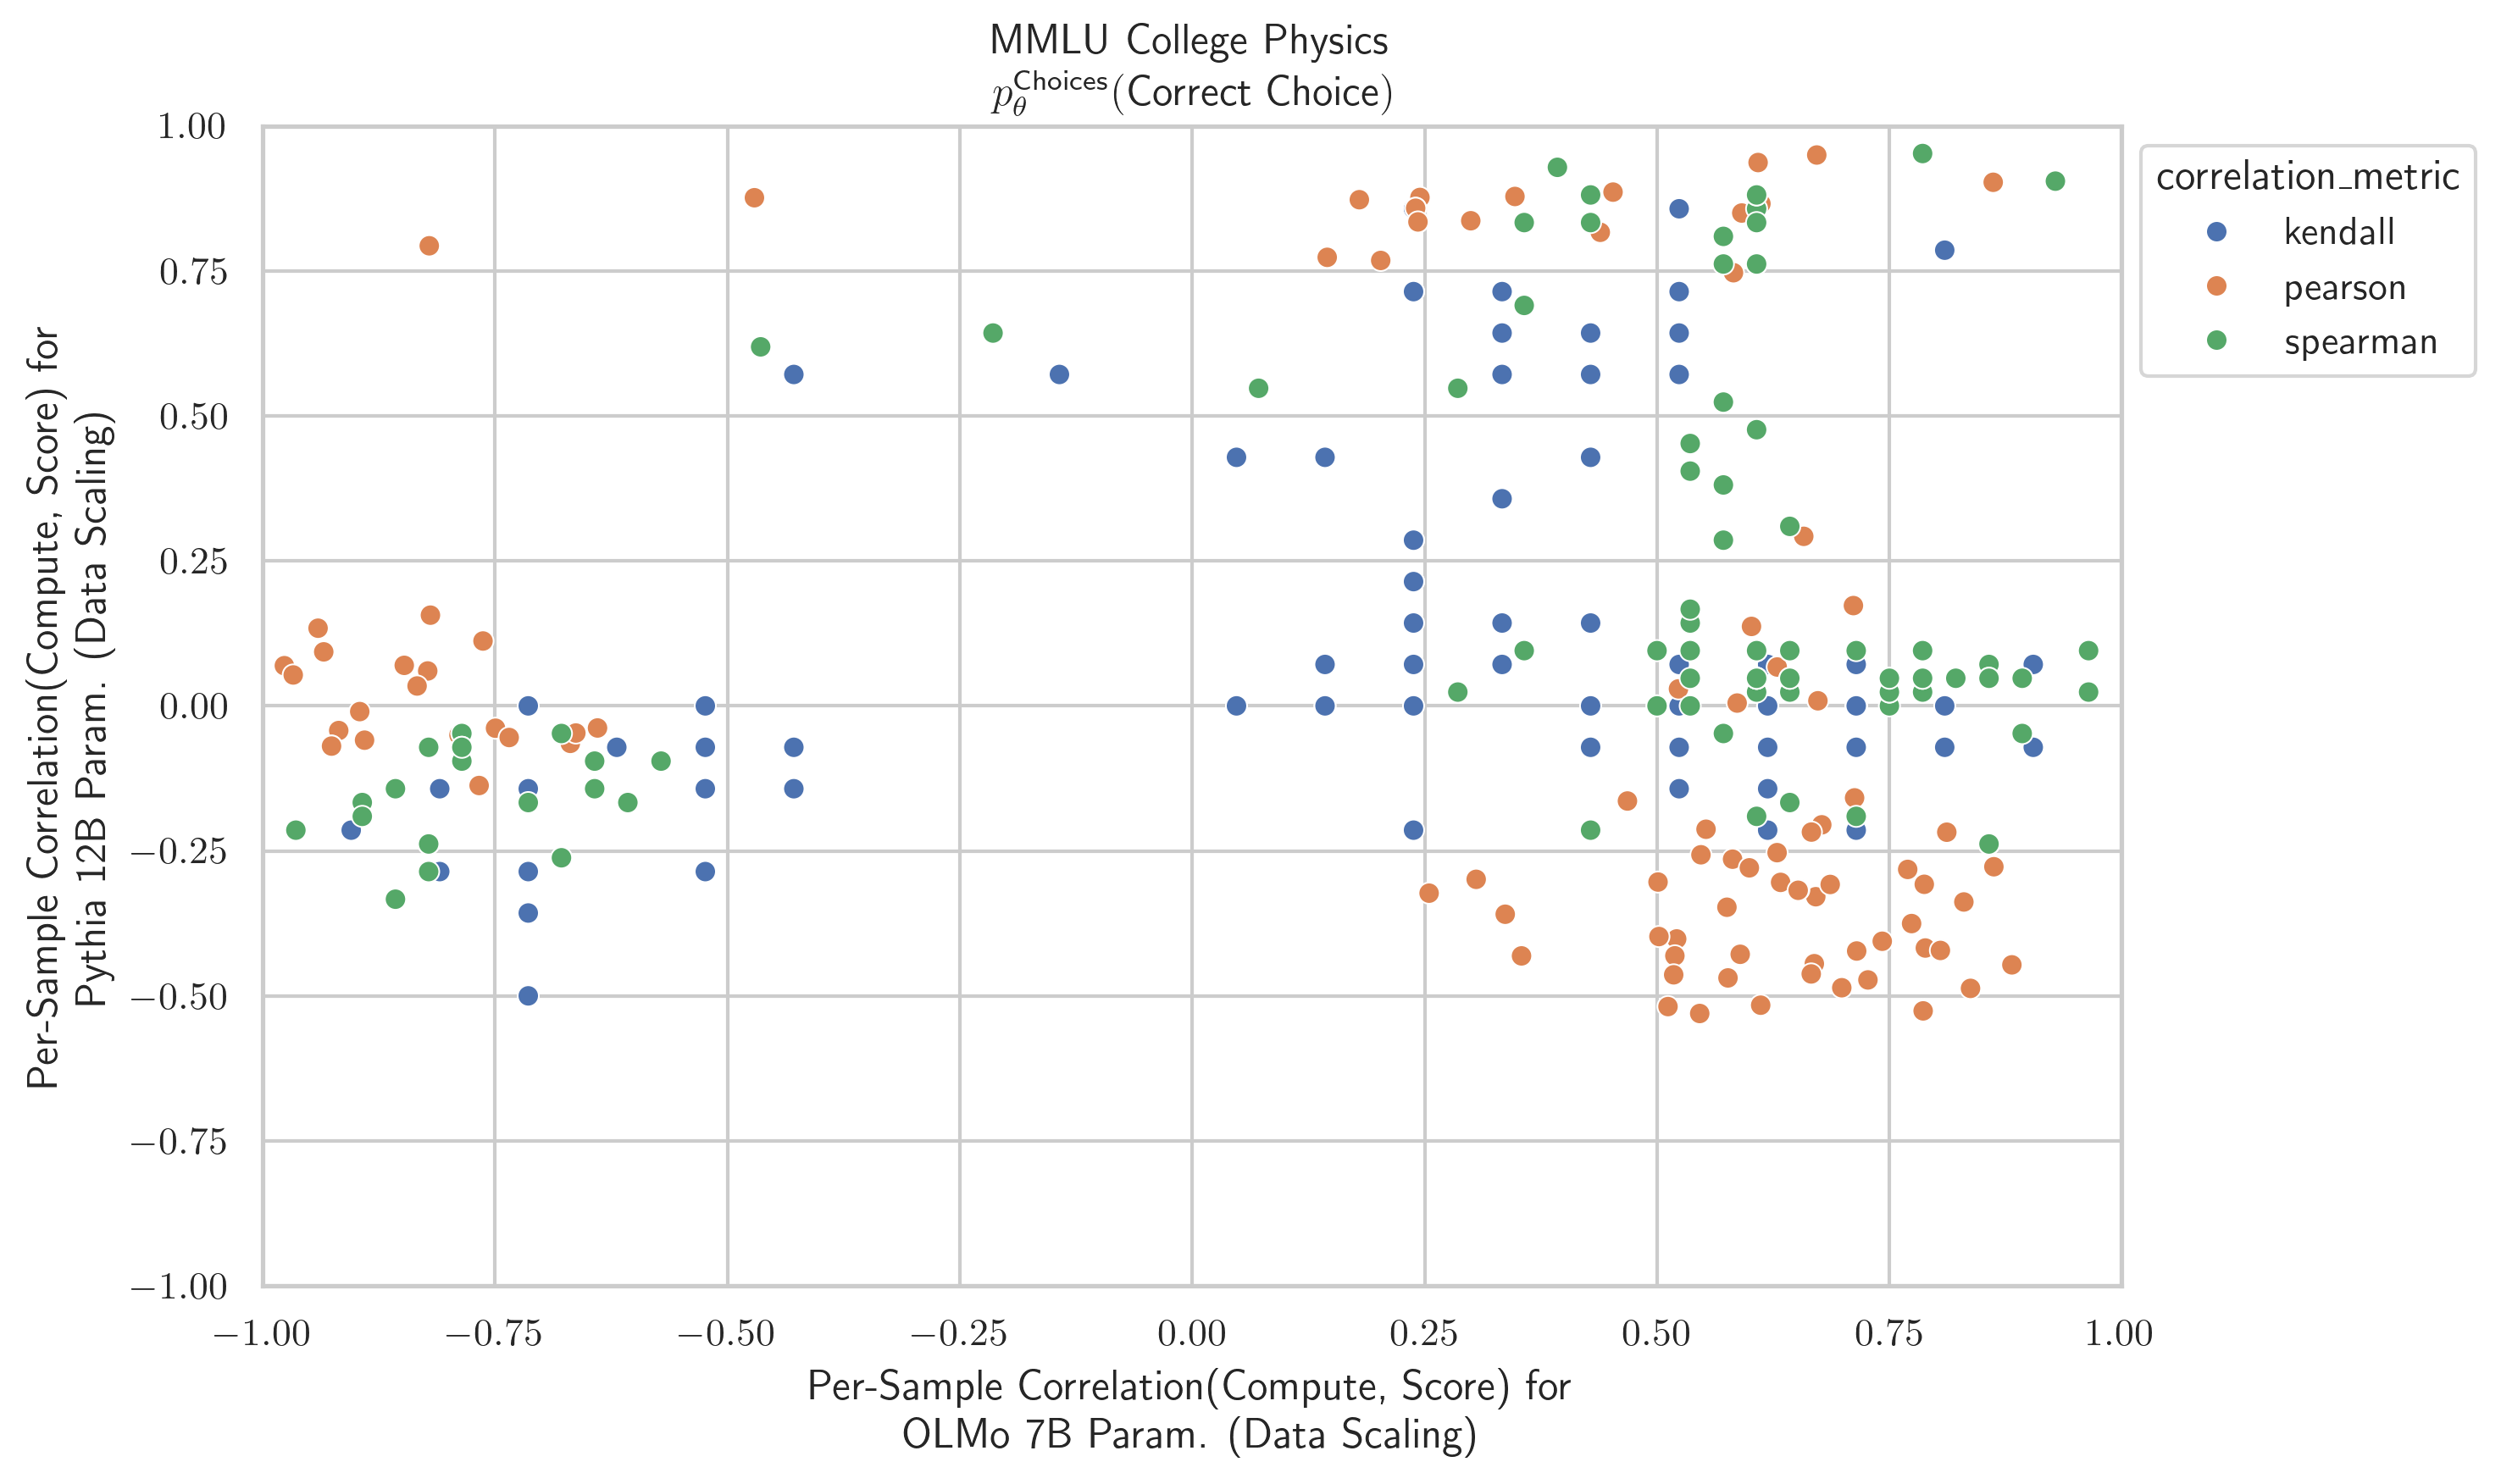 MMLU College Physics
p_θ^Choices(Correct Choice)
1.00
0.75
0.50
0.25
0.00
−0.25
−0.50
−0.75
−1.00
Per-Sample Correlation(Compute, Score) for
Pythia 12B Param. (Data Scaling)
correlation_metric
kendall
pearson
spearman
−1.00 −0.75 −0.50 −0.25 0.00 0.25 0.50 0.75 1.00
Per-Sample Correlation(Compute, Score) for
OLMo 7B Param. (Data Scaling)